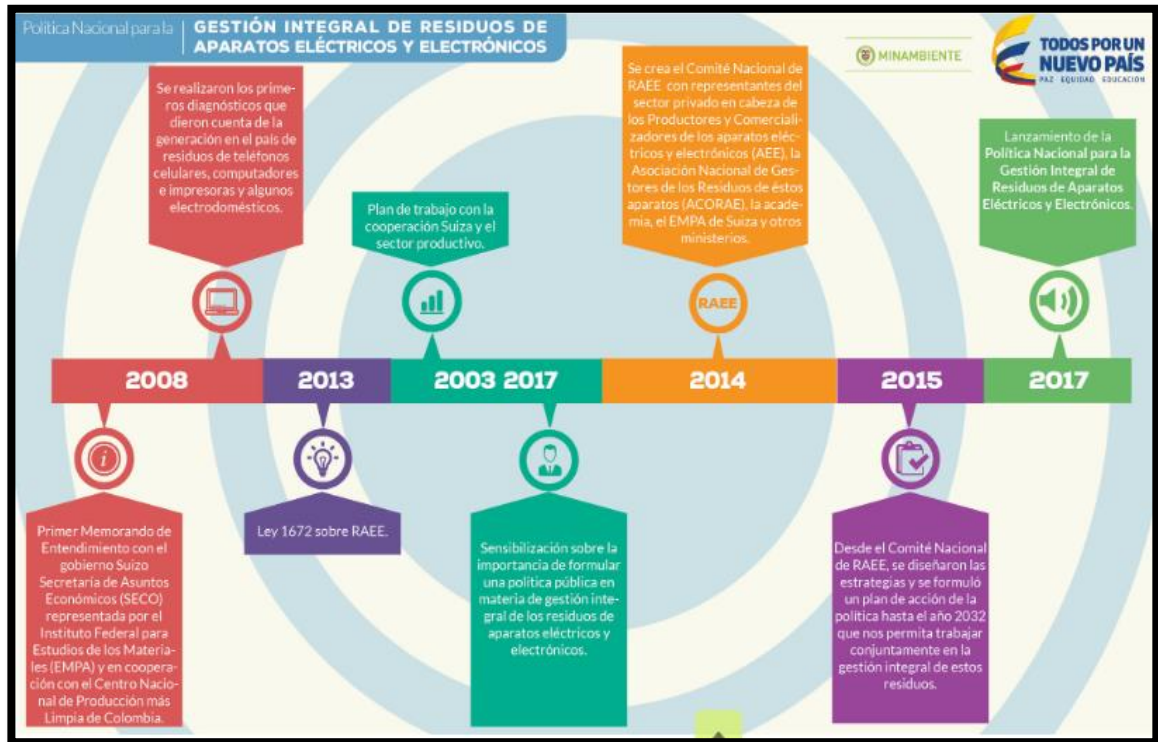 Política Nacional para la
GESTIÓN INTEGRAL DE RESIDUOS DE
APARATOS ELÉCTRICOS Y ELECTRÓNICOS
MINAMBIENTE
TODOS POR UN
NUEVO PAÍS
PAZ EQUIDAD EDUCACIÓN
Se realizaron los prime-
ros diagnósticos que
dieron cuenta de la
generación en el país de
residuos de teléfonos
celulares, computadores
e impresoras y algunos
electrodomésticos.
Plan de trabajo con la
cooperación Suiza y el
sector productivo.
Se crea el Comité Nacional de
RAEE con representantes del
sector privado en cabeza de
los Productores y Comerciali-
zadores de los aparatos eléc-
tricos y electrónicos (AEE), la
Asociación Nacional de Ges-
tores de los Residuos de éstos
aparatos (ACORAE), la acade-
mia, el EMPA de Suiza y otros
ministerios.
Lanzamiento de la
Política Nacional para la
Gestión Integral de
Residuos de Aparatos
Eléctricos y Electrónicos.
RAEE
2008
2013
2003 2017
2014
2015
2017
i
Primer Memorando de
Entendimiento con el
gobierno Suizo
Secretaría de Asuntos
Económicos (SECO)
representada por el
Instituto Federal para
Estudios de los Materia-
les (EMPA) y en coopera-
ción con el Centro Nacio-
nal de Producción más
Limpia de Colombia.
Ley 1672 sobre RAEE.
Sensibilización sobre la
importancia de formular
una política pública en
materia de gestión inte-
gral de los residuos de
aparatos eléctricos y
electrónicos.
Desde el Comité Nacional
de RAEE, se diseñaron las
estrategias y se formuló
un plan de acción de la
política hasta el año 2032
que nos permita trabajar
conjuntamente en la
gestión integral de estos
residuos.